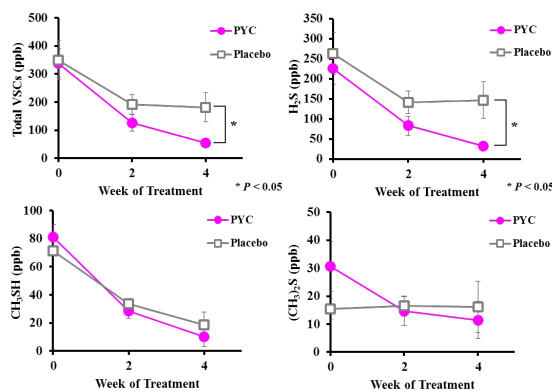 500
400
300
200
100
0
Total VSCs (ppb)
PYC
Placebo
*
0 2 4
Week of Treatment
* P < 0.05
300
250
200
150
100
50
0
H₂S (ppb)
PYC
Placebo
*
0 2 4
Week of Treatment
* P < 0.05
100
80
60
40
20
0
CH₃SH (ppb)
PYC
Placebo
0 2 4
Week of Treatment
50
40
30
20
10
0
(CH₃)₂S (ppb)
PYC
Placebo
0 2 4
Week of Treatment